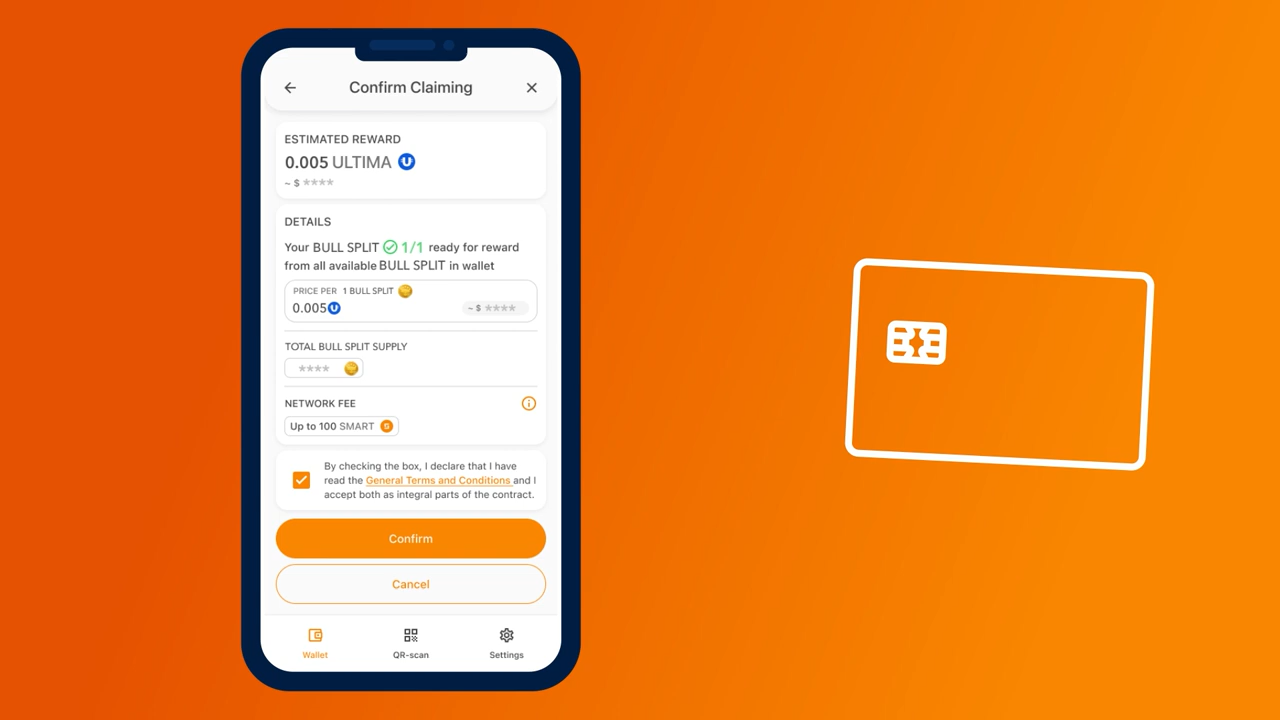 Confirm Claiming
ESTIMATED REWARD
0.005 ULTIMA
~ $ ****
DETAILS
Your BULL SPLIT 1/1 ready for reward
from all available BULL SPLIT in wallet
PRICE PER 1 BULL SPLIT
0.005 ~ $ ****
TOTAL BULL SPLIT SUPPLY
****
NETWORK FEE
Up to 100 SMART
By checking the box, I declare that I have
read the General Terms and Conditions and I
accept both as integral parts of the contract.
Confirm
Cancel
Wallet QR-scan Settings